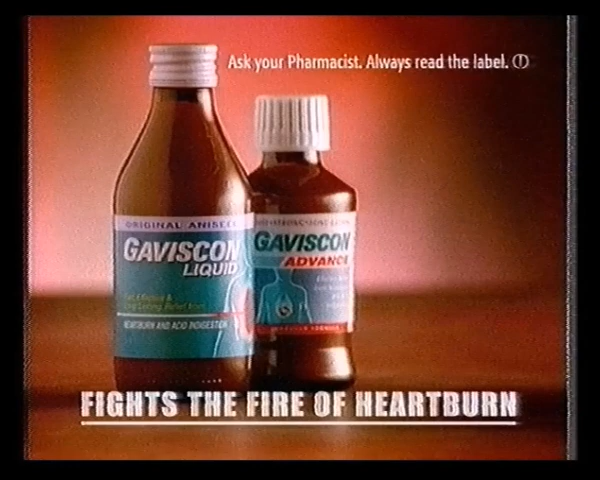 Ask your Pharmacist. Always read the label.
ORIGINAL ANISEED
GAVISCON
LIQUID
HEARTBURN AND ACID INDIGESTION
GAVISCON
ADVANCE
FIGHTS THE FIRE OF HEARTBURN